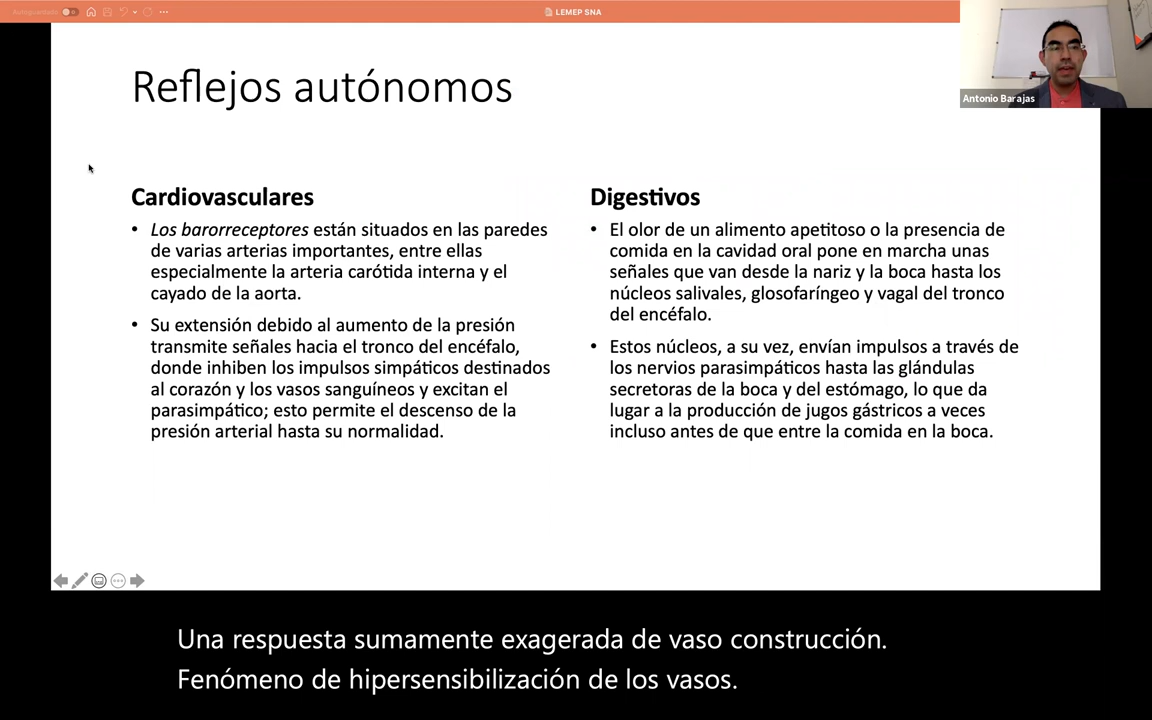 Autoguardado
LEMEP SNA
Antonio Barajas
Reflejos autónomos
Cardiovasculares
• Los barorreceptores están situados en las paredes
de varias arterias importantes, entre ellas
especialmente la arteria carótida interna y el
cayado de la aorta.
• Su extensión debido al aumento de la presión
transmite señales hacia el tronco del encéfalo,
donde inhiben los impulsos simpáticos destinados
al corazón y los vasos sanguíneos y excitan el
parasimpático; esto permite el descenso de la
presión arterial hasta su normalidad.
Digestivos
• El olor de un alimento apetitoso o la presencia de
comida en la cavidad oral pone en marcha unas
señales que van desde la nariz y la boca hasta los
núcleos salivales, glosofaríngeo y vagal del tronco
del encéfalo.
• Estos núcleos, a su vez, envían impulsos a través de
los nervios parasimpáticos hasta las glándulas
secretoras de la boca y del estómago, lo que da
lugar a la producción de jugos gástricos a veces
incluso antes de que entre la comida en la boca.
Una respuesta sumamente exagerada de vaso construcción.
Fenómeno de hipersensibilización de los vasos.